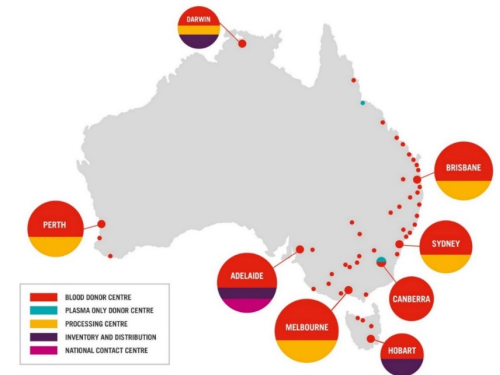 DARWIN
BRISBANE
PERTH
SYDNEY
ADELAIDE
CANBERRA
MELBOURNE
HOBART
BLOOD DONOR CENTRE
PLASMA ONLY DONOR CENTRE
PROCESSING CENTRE
INVENTORY AND DISTRIBUTION
NATIONAL CONTACT CENTRE